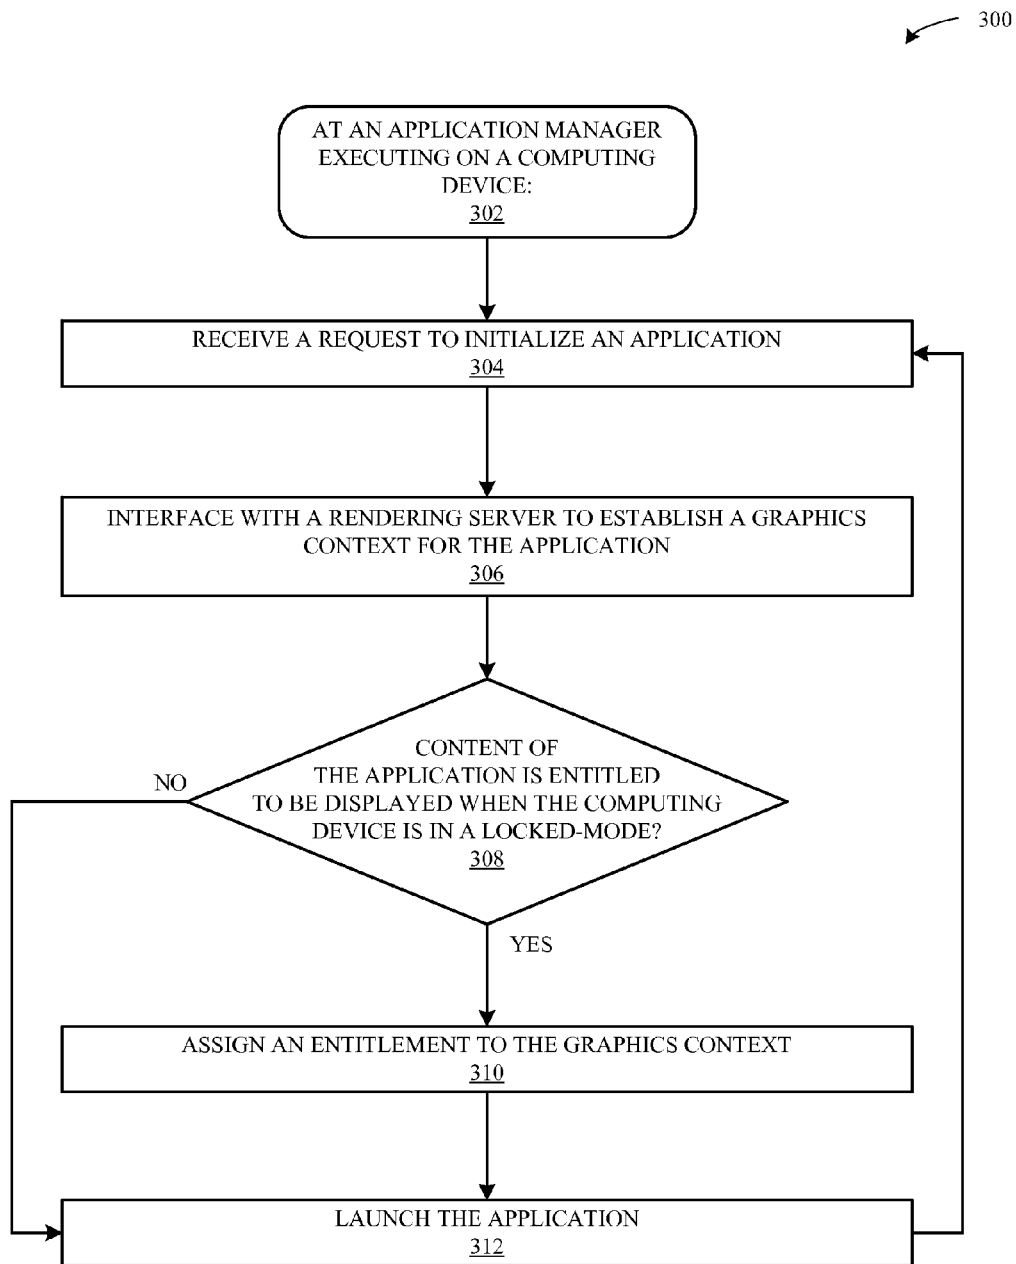 300
AT AN APPLICATION MANAGER
EXECUTING ON A COMPUTING
DEVICE:
302
RECEIVE A REQUEST TO INITIALIZE AN APPLICATION
304
INTERFACE WITH A RENDERING SERVER TO ESTABLISH A GRAPHICS
CONTEXT FOR THE APPLICATION
306
CONTENT OF
THE APPLICATION IS ENTITLED
TO BE DISPLAYED WHEN THE COMPUTING
DEVICE IS IN A LOCKED-MODE?
308
NO
YES
ASSIGN AN ENTITLEMENT TO THE GRAPHICS CONTEXT
310
LAUNCH THE APPLICATION
312